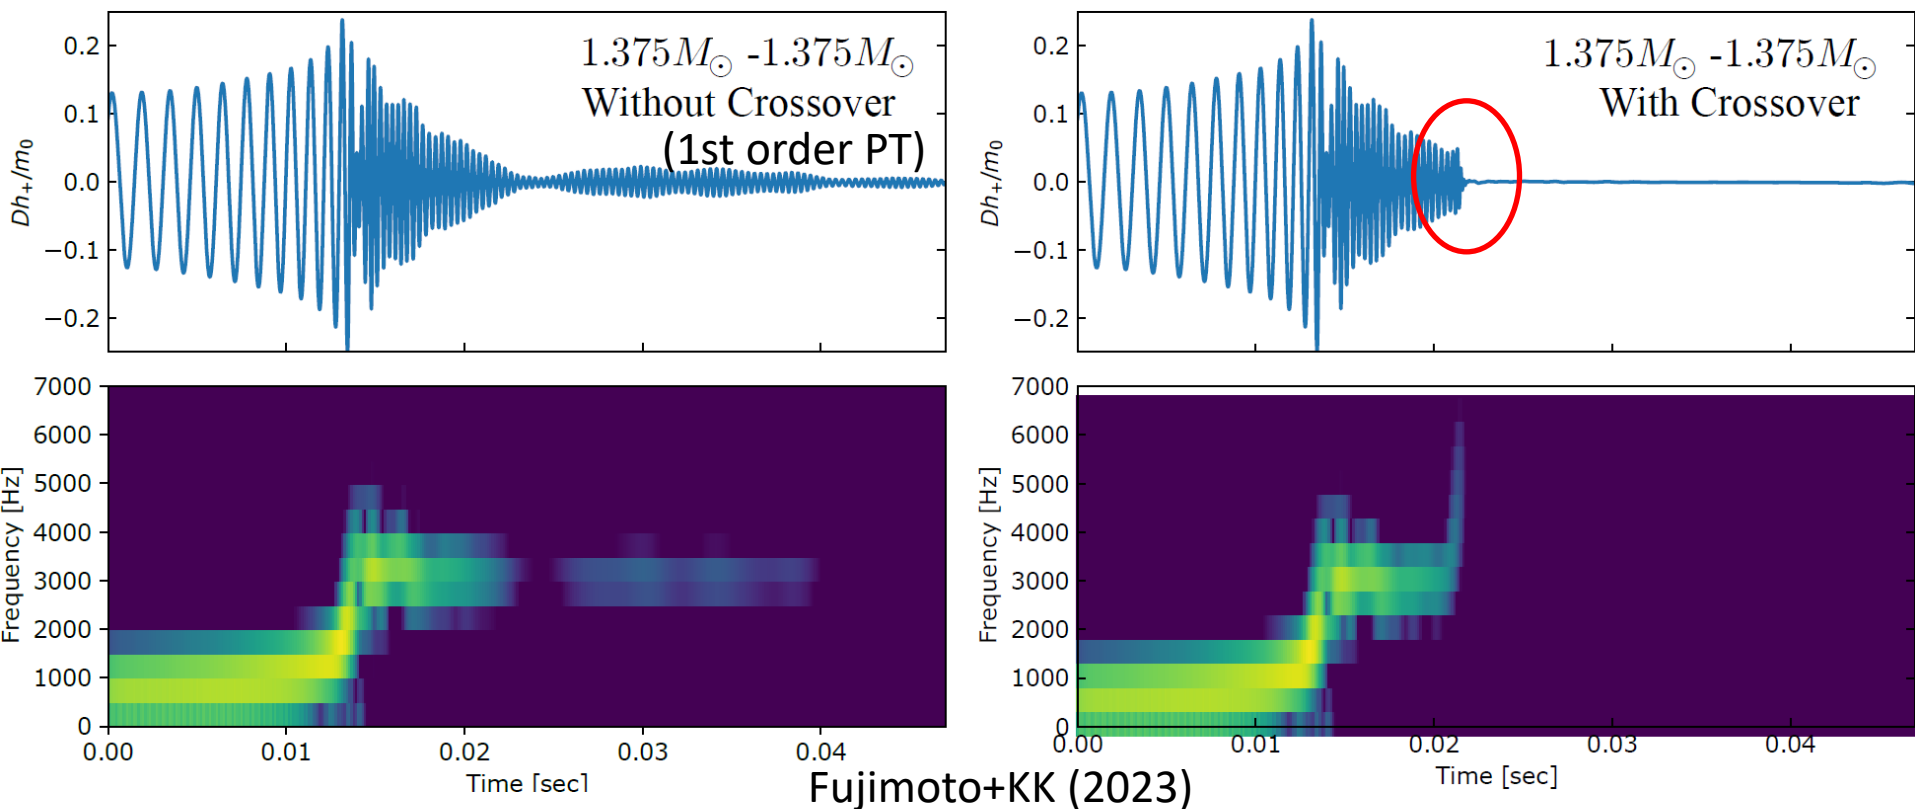 0.2
0.1
0.0
−0.1
−0.2
Dh₊/m₀
1.375M⊙ -1.375M⊙
Without Crossover
(1st order PT)
0.2
0.1
0.0
−0.1
−0.2
Dh₊/m₀
1.375M⊙ -1.375M⊙
With Crossover
7000
6000
5000
4000
3000
2000
1000
0
Frequency [Hz]
0.00 0.01 0.02 0.03 0.04
Time [sec]
7000
6000
5000
4000
3000
2000
1000
0
Frequency [Hz]
0.00 0.01 0.02 0.03 0.04
Time [sec]
Fujimoto+KK (2023)